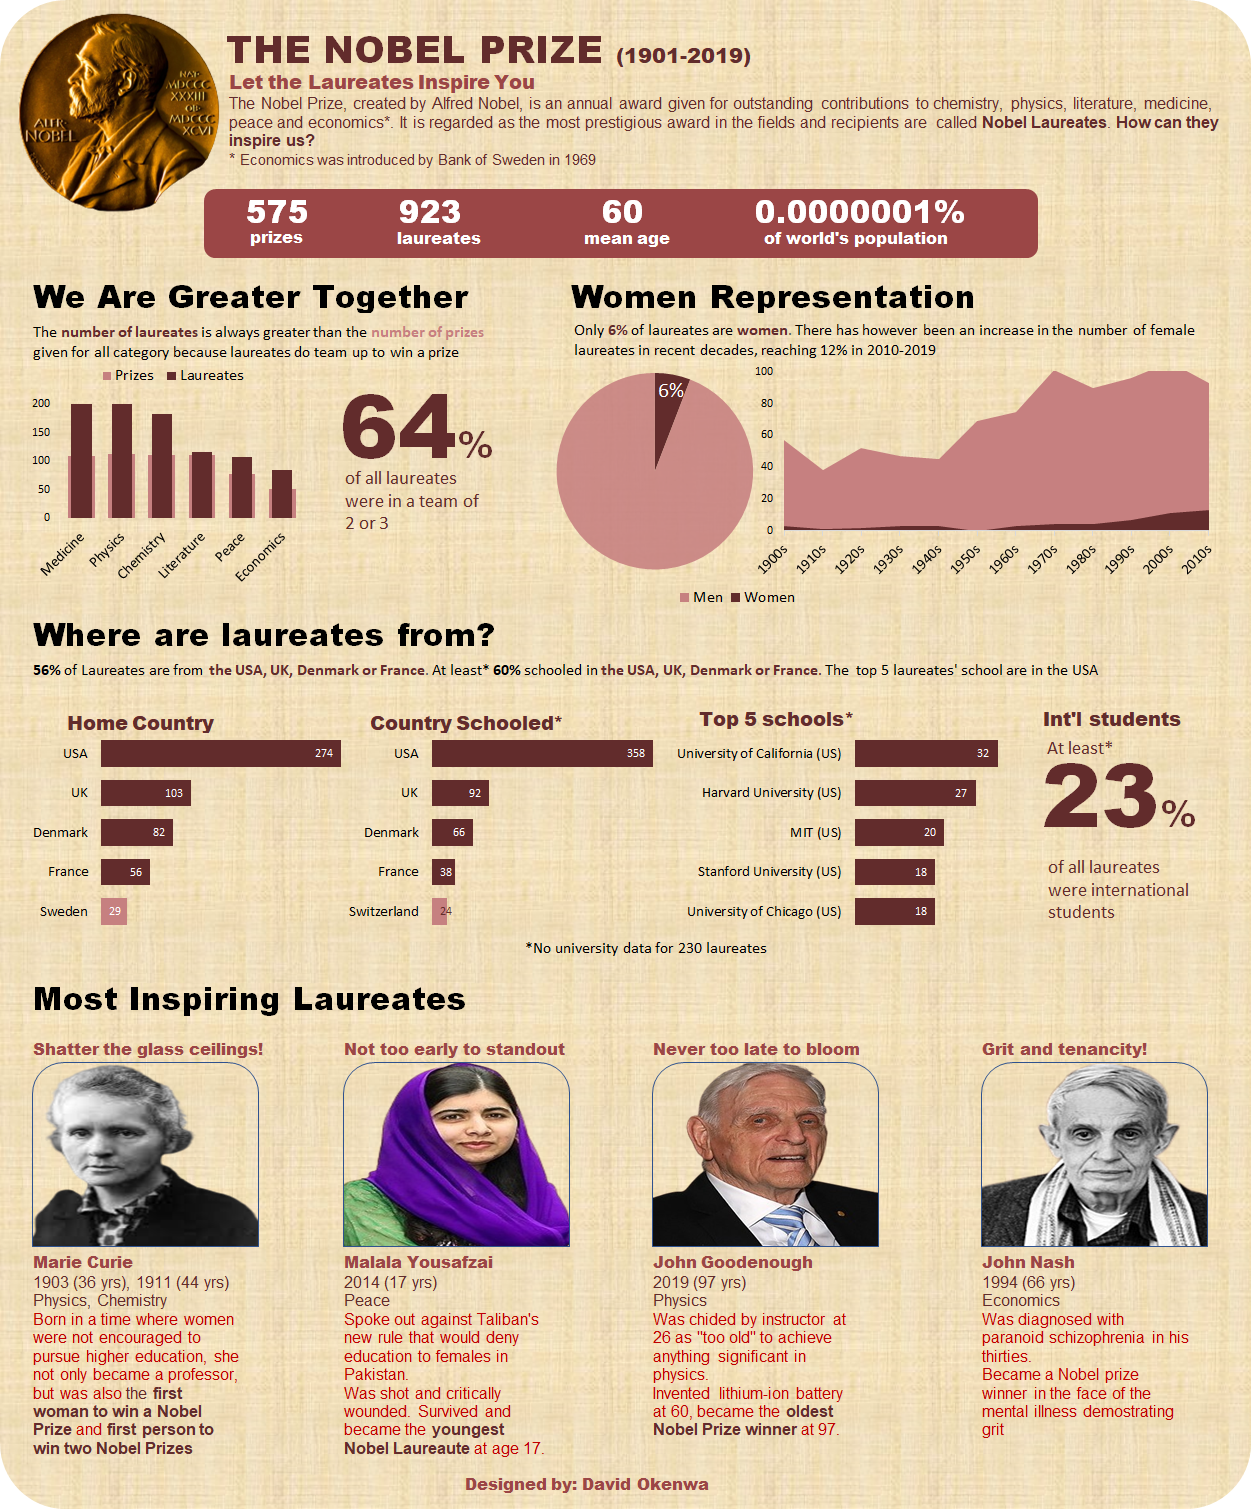 THE NOBEL PRIZE (1901-2019)
Let the Laureates Inspire You
The Nobel Prize, created by Alfred Nobel, is an annual award given for outstanding contributions to chemistry, physics, literature, medicine,
peace and economics*. It is regarded as the most prestigious award in the fields and recipients are called Nobel Laureates. How can they
inspire us?
* Economics was introduced by Bank of Sweden in 1969
ALFR·
NOBEL
NAT·
MDCCC
XXXIII
OB·
MDCCC
XCVI
575
prizes
923
laureates
60
mean age
0.0000001%
of world's population
We Are Greater Together
The number of laureates is always greater than the number of prizes
given for all category because laureates do team up to win a prize
Prizes Laureates
200
150
100
50
0
Medicine
Physics
Chemistry
Literature
Peace
Economics
64%
of all laureates
were in a team of
2 or 3
Women Representation
Only 6% of laureates are women. There has however been an increase in the number of female
laureates in recent decades, reaching 12% in 2010-2019
6%
100
80
60
40
20
0
1900s
1910s
1920s
1930s
1940s
1950s
1960s
1970s
1980s
1990s
2000s
2010s
Men Women
Where are laureates from?
56% of Laureates are from the USA, UK, Denmark or France. At least* 60% schooled in the USA, UK, Denmark or France. The top 5 laureates' school are in the USA
Home Country
USA 274
UK 103
Denmark 82
France 56
Sweden 29
Country Schooled*
USA 358
UK 92
Denmark 66
France 38
Switzerland 24
Top 5 schools*
University of California (US) 32
Harvard University (US) 27
MIT (US) 20
Stanford University (US) 18
University of Chicago (US) 18
Int'l students
At least*
23%
of all laureates
were international
students
*No university data for 230 laureates
Most Inspiring Laureates
Shatter the glass ceilings!
Marie Curie
1903 (36 yrs), 1911 (44 yrs)
Physics, Chemistry
Born in a time where women
were not encouraged to
pursue higher education, she
not only became a professor,
but was also the first
woman to win a Nobel
Prize and first person to
win two Nobel Prizes
Not too early to standout
Malala Yousafzai
2014 (17 yrs)
Peace
Spoke out against Taliban's
new rule that would deny
education to females in
Pakistan.
Was shot and critically
wounded. Survived and
became the youngest
Nobel Laureaute at age 17.
Never too late to bloom
John Goodenough
2019 (97 yrs)
Physics
Was chided by instructor at
26 as "too old" to achieve
anything significant in
physics.
Invented lithium-ion battery
at 60, became the oldest
Nobel Prize winner at 97.
Grit and tenancity!
John Nash
1994 (66 yrs)
Economics
Was diagnosed with
paranoid schizophrenia in his
thirties.
Became a Nobel prize
winner in the face of the
mental illness demostrating
grit
Designed by: David Okenwa